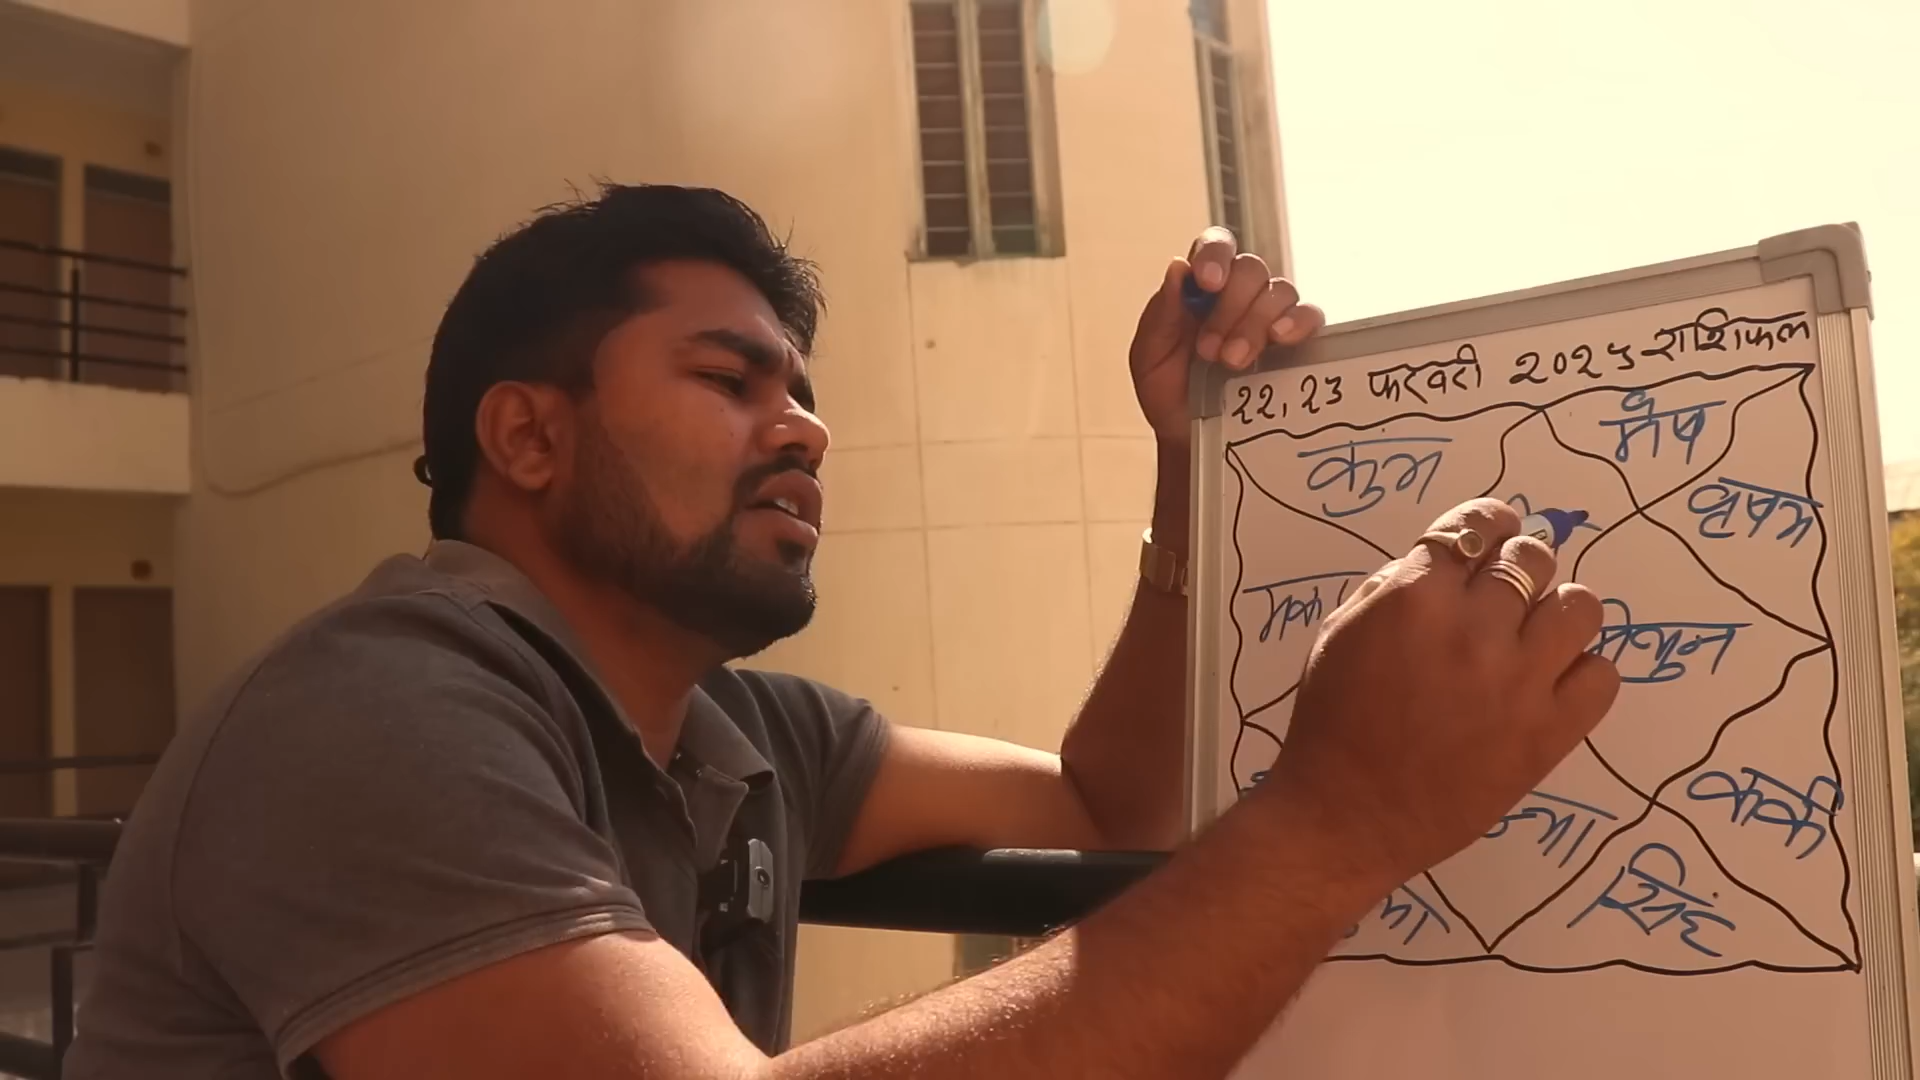 २२,२३ फरवरी २०२५ राशिफल
कुंभ
मेष
वृषभ
मिथुन
कर्क
सिंह